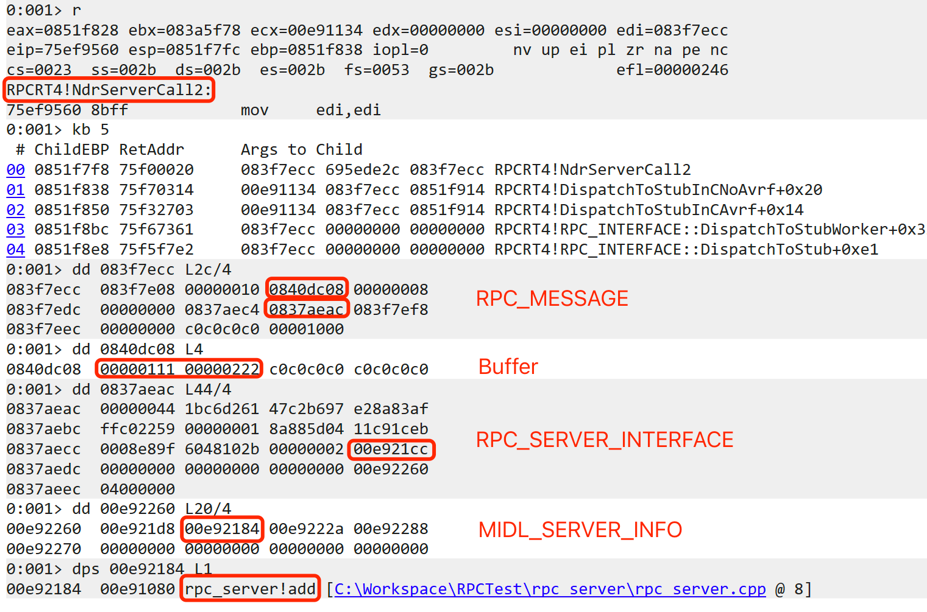 0:001> r
eax=0851f828 ebx=083a5f78 ecx=00e91134 edx=00000000 esi=00000000 edi=083f7ecc
eip=75ef9560 esp=0851f7fc ebp=0851f838 iopl=0 nv up ei pl zr na pe nc
cs=0023 ss=002b ds=002b es=002b fs=0053 gs=002b efl=00000246
RPCRT4!NdrServerCall2:
75ef9560 8bff mov edi,edi
0:001> kb 5
# ChildEBP RetAddr Args to Child
00 0851f7f8 75f00020 083f7ecc 695ede2c 083f7ecc RPCRT4!NdrServerCall2
01 0851f838 75f70314 00e91134 083f7ecc 0851f914 RPCRT4!DispatchToStubInCNoAvrf+0x20
02 0851f850 75f32703 00e91134 083f7ecc 0851f914 RPCRT4!DispatchToStubInCAvrf+0x14
03 0851f8bc 75f67361 083f7ecc 00000000 00000000 RPCRT4!RPC_INTERFACE::DispatchToStubWorker+0x3
04 0851f8e8 75f5f7e2 083f7ecc 00000000 00000000 RPCRT4!RPC_INTERFACE::DispatchToStub+0xe1
0:001> dd 083f7ecc L2c/4
083f7ecc 083f7e08 00000010 0840dc08 00000008
083f7edc 00000000 0837aec4 0837aeac 083f7ef8
083f7eec 00000000 c0c0c0c0 00001000
RPC_MESSAGE
0:001> dd 0840dc08 L4
0840dc08 00000111 00000222 c0c0c0c0 c0c0c0c0
Buffer
0:001> dd 0837aeac L44/4
0837aeac 00000044 1bc6d261 47c2b697 e28a83af
0837aebc ffc02259 00000001 8a885d04 11c91ceb
0837aecc 0008e89f 6048102b 00000002 00e921cc
0837aedc 00000000 00000000 00000000 00e92260
0837aeec 04000000
RPC_SERVER_INTERFACE
0:001> dd 00e92260 L20/4
00e92260 00e921d8 00e92184 00e9222a 00e92288
00e92270 00000000 00000000 00000000 00000000
MIDL_SERVER_INFO
0:001> dps 00e92184 L1
00e92184 00e91080 rpc_server!add [C:\Workspace\RPCTest\rpc_server\rpc_server.cpp @ 8]